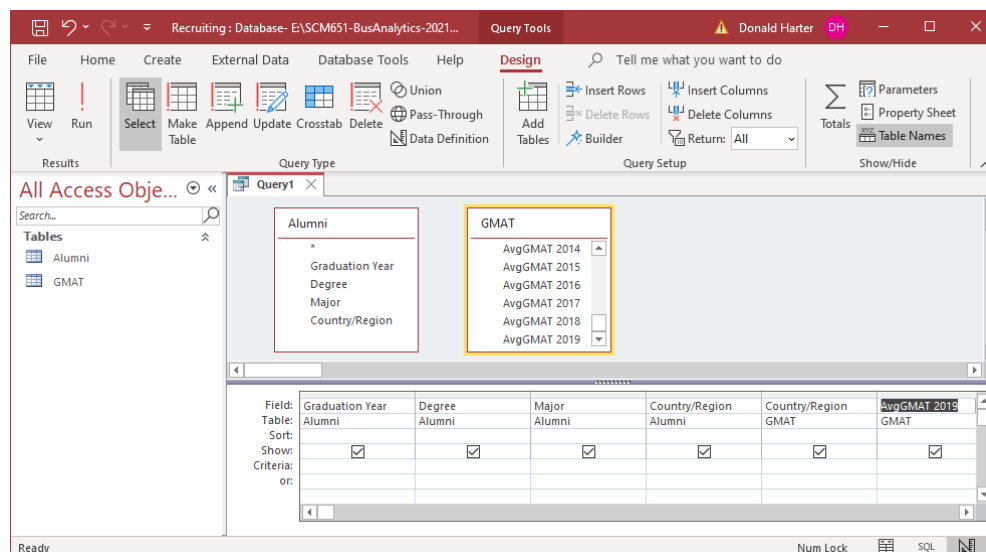 Recruiting : Database- E:\SCM651-BusAnalytics-2021...
Query Tools
Donald Harter
DH
File Home Create External Data Database Tools Help Design Tell me what you want to do
View
Run
Select
Make Table
Append
Update
Crosstab
Delete
Union
Pass-Through
Data Definition
Add Tables
Insert Rows
Delete Rows
Builder
Insert Columns
Delete Columns
Return: All
Totals
Parameters
Property Sheet
XYZ
Table Names
Results
Query Type
Query Setup
Show/Hide
All Access Obje...
Search...
Tables
Alumni
GMAT
Query1
Alumni
*
Graduation Year
Degree
Major
Country/Region
GMAT
AvgGMAT 2014
AvgGMAT 2015
AvgGMAT 2016
AvgGMAT 2017
AvgGMAT 2018
AvgGMAT 2019
Field: Graduation Year Degree Major Country/Region Country/Region AvgGMAT 2019
Table: Alumni Alumni Alumni Alumni GMAT GMAT
Sort:
Show:
Criteria:
or:
Ready
Num Lock
SQL